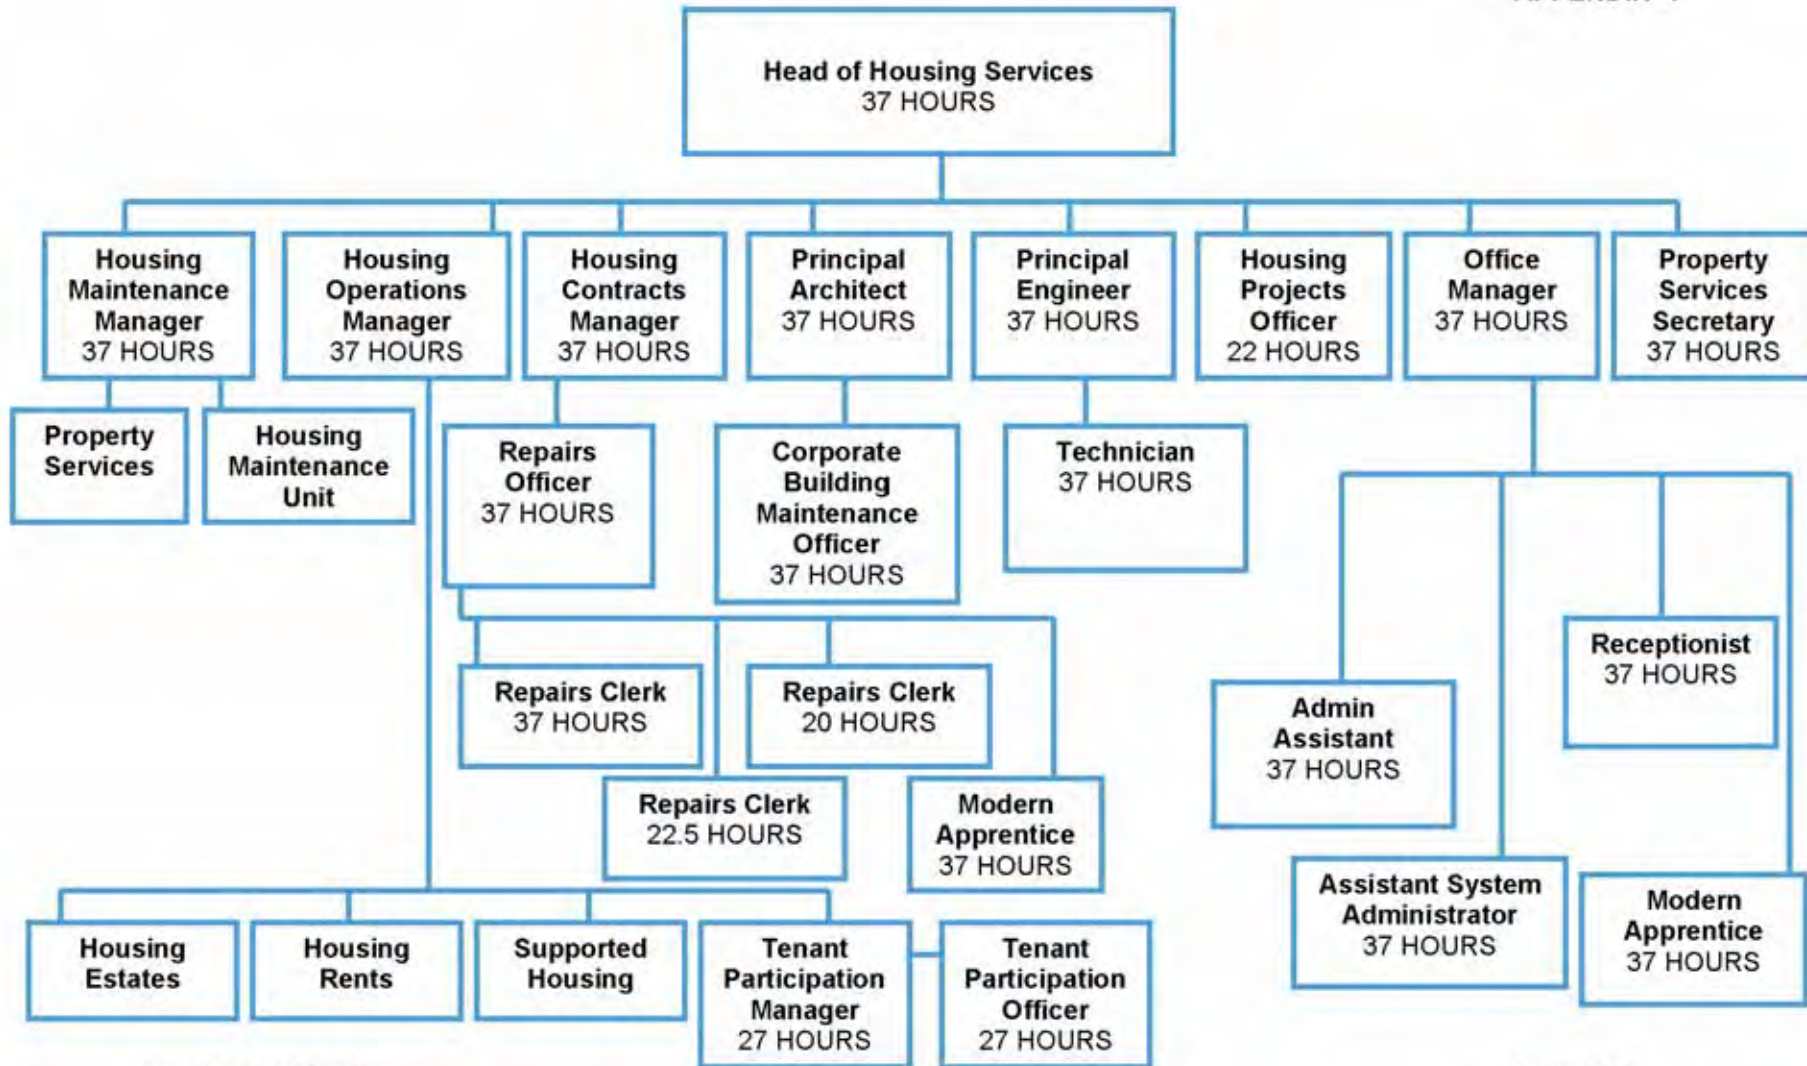 Head of Housing Services
37 HOURS
Housing
Maintenance
Manager
37 HOURS
Housing
Operations
Manager
37 HOURS
Housing
Contracts
Manager
37 HOURS
Principal
Architect
37 HOURS
Principal
Engineer
37 HOURS
Housing
Projects
Officer
22 HOURS
Office
Manager
37 HOURS
Property
Services
Secretary
37 HOURS
Property
Services
Housing
Maintenance
Unit
Repairs
Officer
37 HOURS
Corporate
Building
Maintenance
Officer
37 HOURS
Technician
37 HOURS
Repairs Clerk
37 HOURS
Repairs Clerk
20 HOURS
Repairs Clerk
22.5 HOURS
Modern
Apprentice
37 HOURS
Admin
Assistant
37 HOURS
Receptionist
37 HOURS
Assistant System
Administrator
37 HOURS
Modern
Apprentice
37 HOURS
Housing
Estates
Housing
Rents
Supported
Housing
Tenant
Participation
Manager
27 HOURS
Tenant
Participation
Officer
27 HOURS